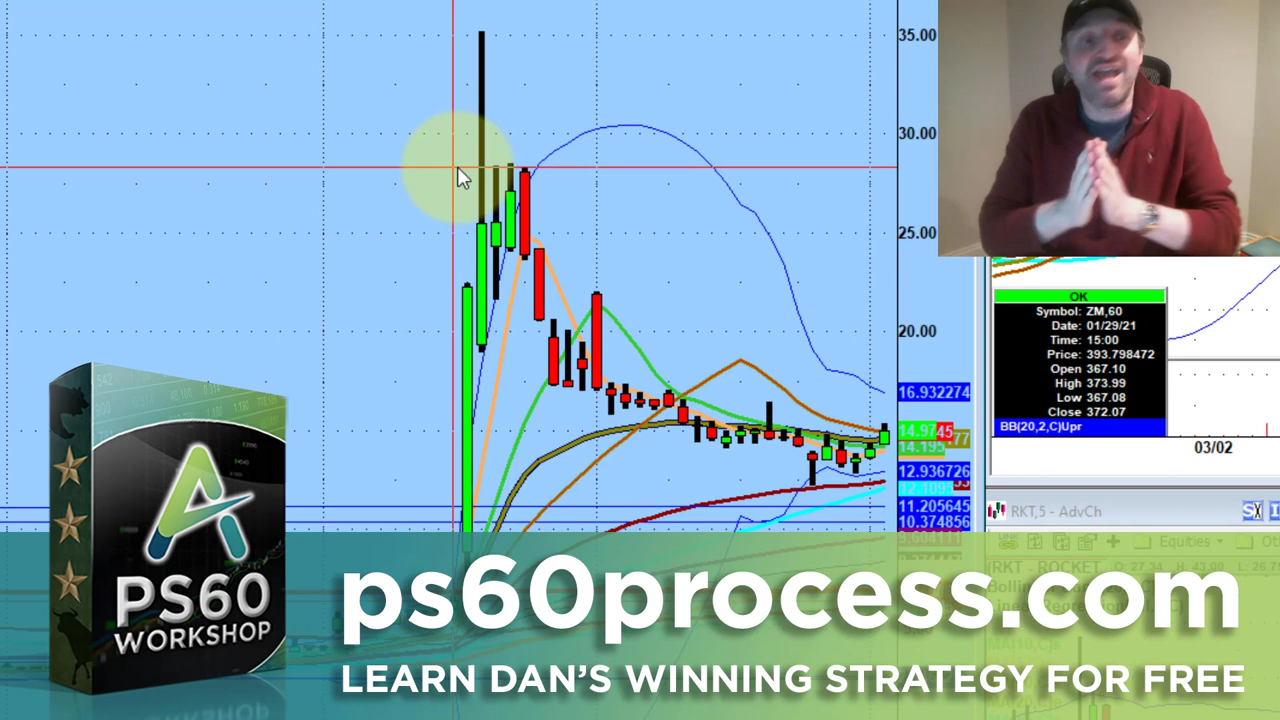 35.00
30.00
25.00
20.00
16.932274
14.9745
14.195
12.936726
12.1095
11.205645
10.374856
OK
Symbol: ZM,60
Date: 01/29/21
Time: 15:00
Price: 393.798472
Open 367.10
High 373.99
Low 367.08
Close 372.07
BB(20,2,C)Upr
03/02
RKT,5 - AdvCh
Equities
PS60
WORKSHOP
ps60process.com
LEARN DAN'S WINNING STRATEGY FOR FREE